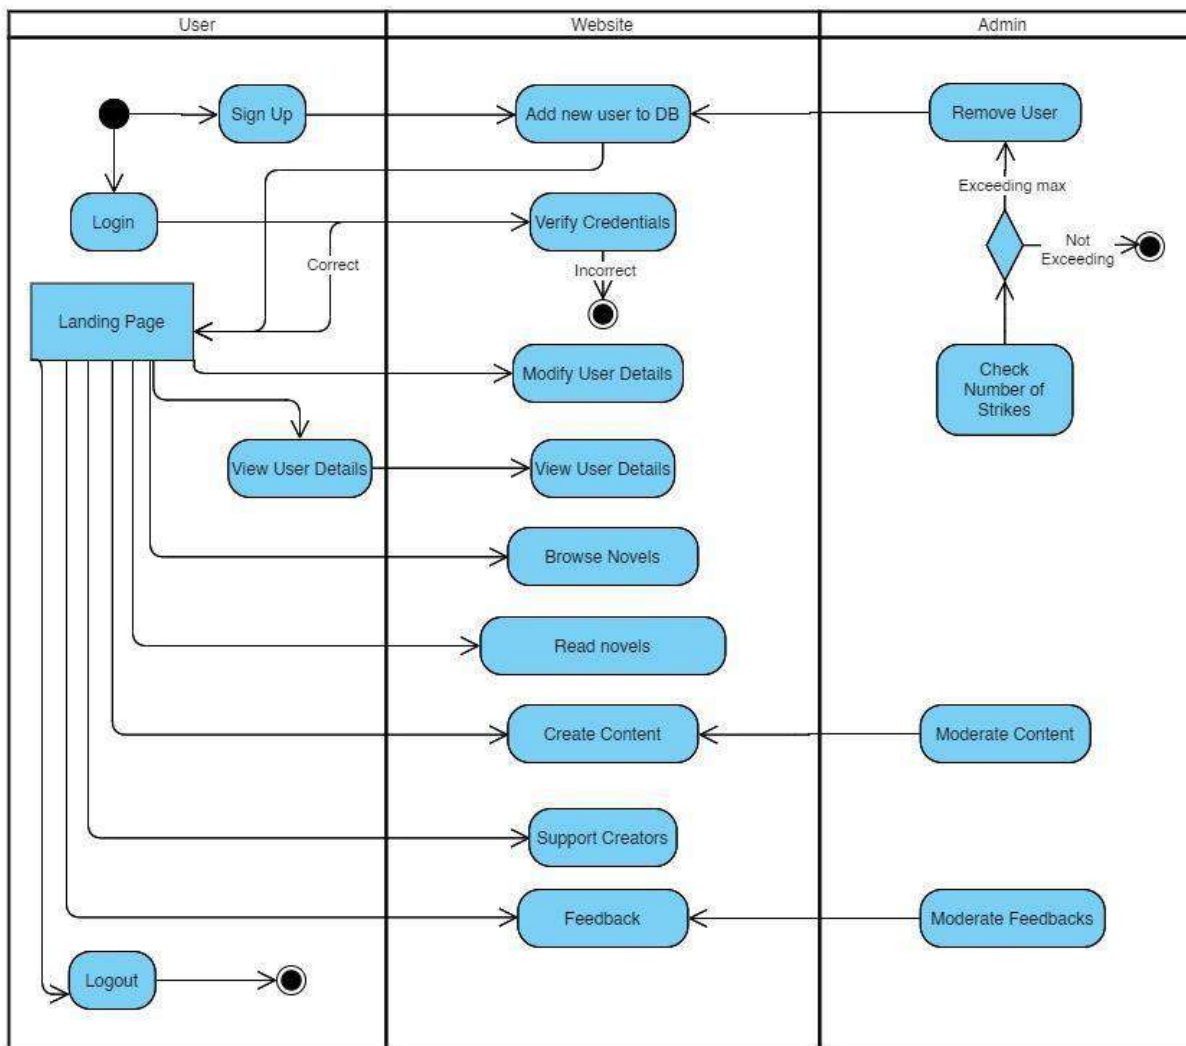 User
Website
Admin
Sign Up
Add new user to DB
Remove User
Exceeding max
Login
Verify Credentials
Not
Exceeding
Correct
Incorrect
Landing Page
Modify User Details
Check
Number of
Strikes
View User Details
View User Details
Browse Novels
Read novels
Create Content
Moderate Content
Support Creators
Feedback
Moderate Feedbacks
Logout